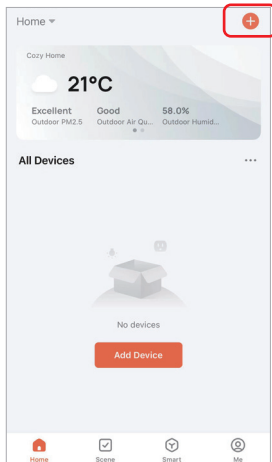 Home
Cozy Home
21°C
Excellent Good 58.0%
Outdoor PM2.5 Outdoor Air Qu... Outdoor Humid...
All Devices
No devices
Add Device
Home Scene Smart Me